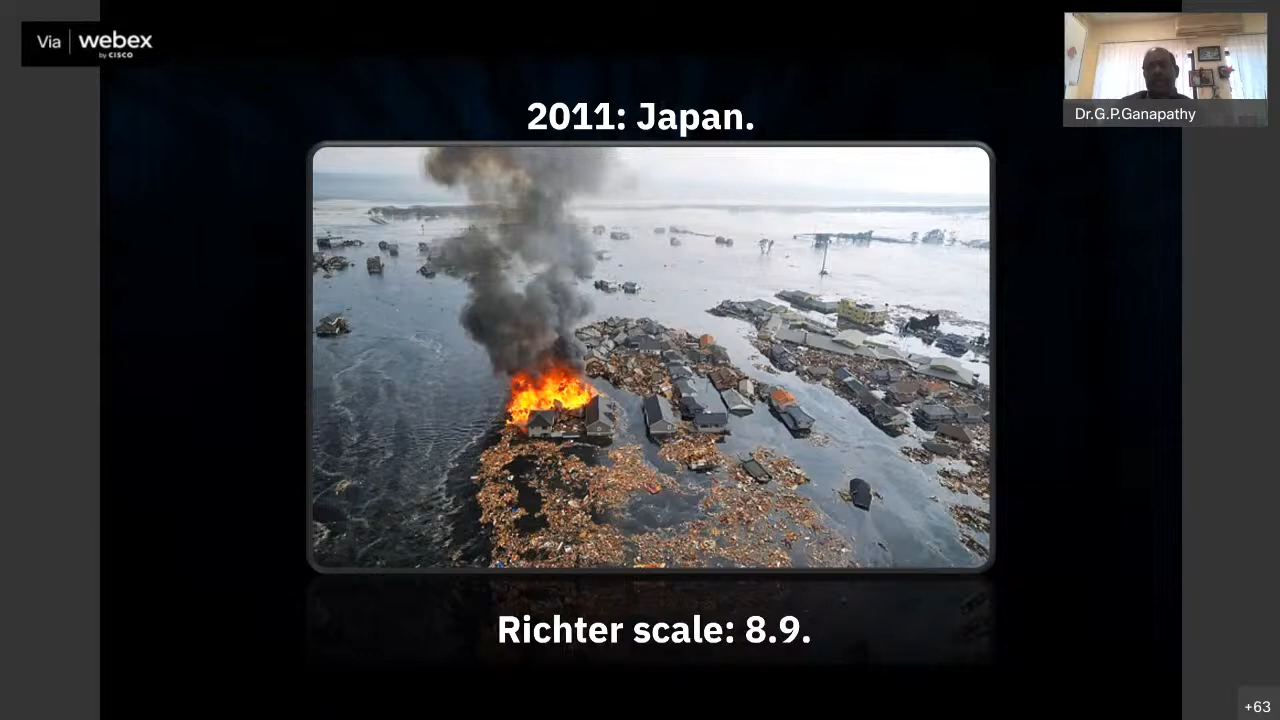 Via webex
by CISCO
Dr.G.P.Ganapathy
2011: Japan.
Richter scale: 8.9.
+63